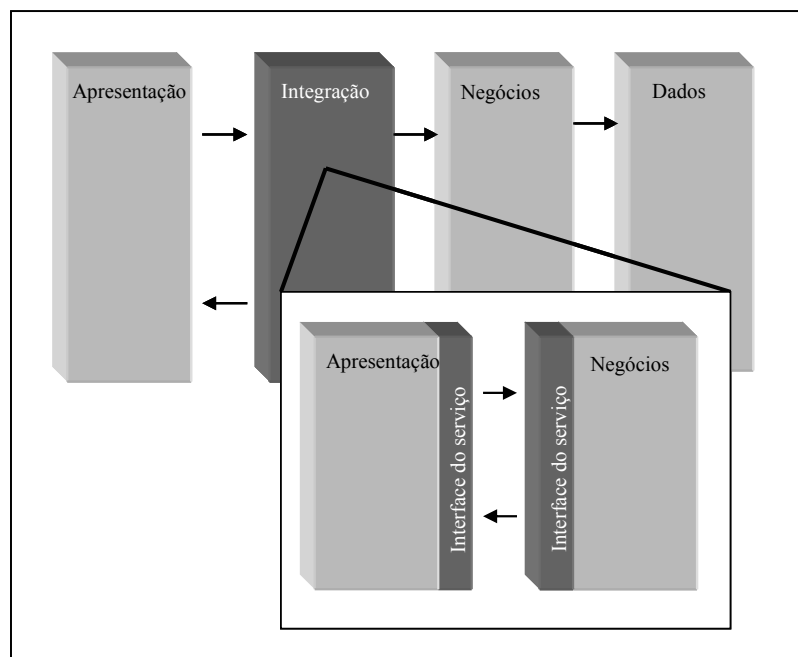 Apresentação
Integração
Negócios
Dados
Apresentação
Interface do serviço
Interface do serviço
Negócios